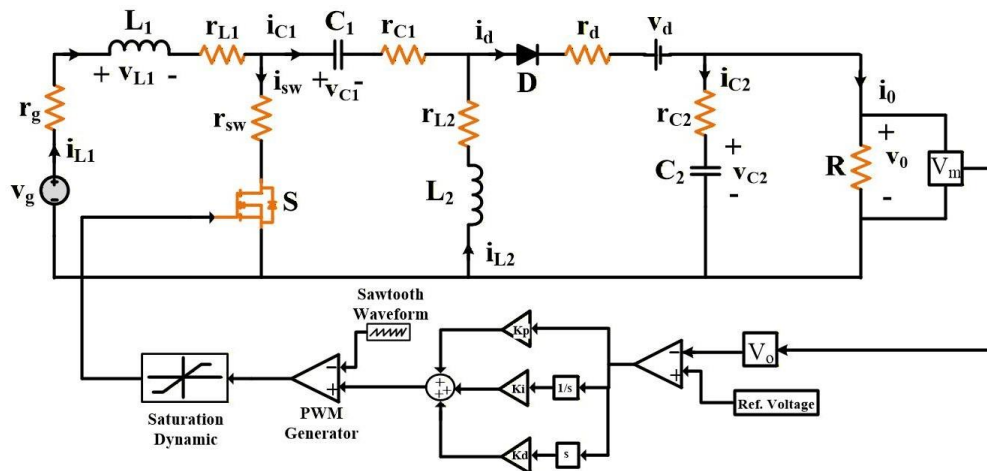 L1
rL1
iC1
C1
rC1
id
rd
vd
+ vL1 -
isw
+ vC1 -
D
iC2
i0
rg
rsw
rL2
rC2
+
v0
-
Vm
iL1
vg
S
L2
C2
+
vC2
-
R
iL2
Sawtooth
Waveform
Kp
-
+
PWM
Generator
Saturation
Dynamic
+
+ +
Ki
1/s
Kd
s
-
+
Vo
Ref. Voltage